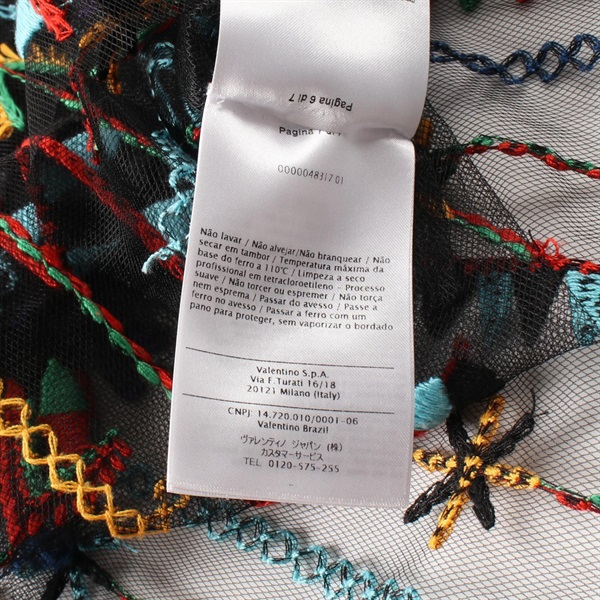 Pagina 6 di 7
Pagina
0000048317 01
Não lavar / Não alvejar/Não branquear / Não
secar em tambor / Temperatura máxima da
base do ferro a 110°C / Limpeza a seco
profissional em tetracloroetileno - Processo
suave / Não torcer ou espremer / Não torça
nem esprema / Passar do avesso / Passe a
ferro no avesso / Passar a ferro com um
pano para proteger, sem vaporizar o bordado
Valentino S.p.A.
Via F.Turati 16/18
20121 Milano (Italy)
CNPJ: 14.720.010/0001-06
Valentino Brazil
ヴァレンティノ ジャパン (株)
カスタマーサービス
TEL 0120-575-255